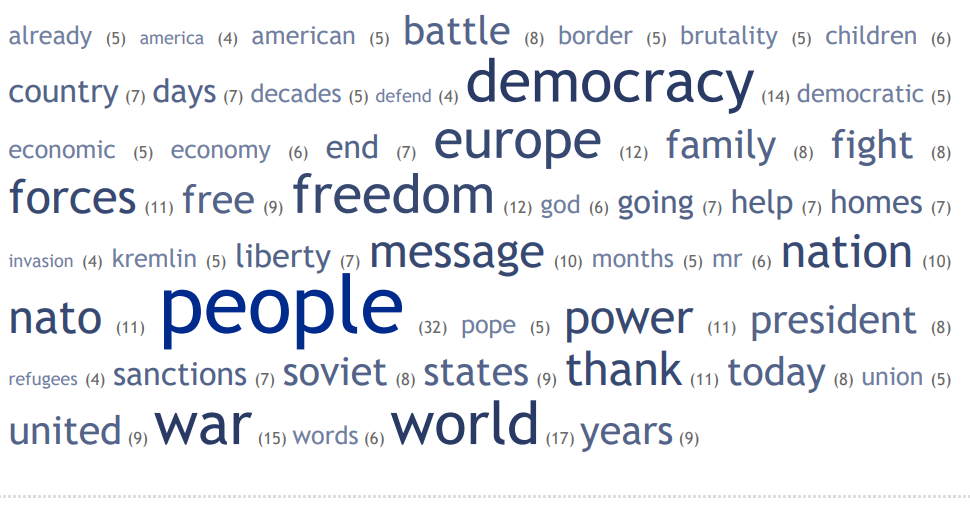 already (5) america (4) american (5) battle (8) border (5) brutality (5) children (6)
country (7) days (7) decades (5) defend (4) democracy (14) democratic (5)
economic (5) economy (6) end (7) europe (12) family (8) fight (8)
forces (11) free (9) freedom (12) god (6) going (7) help (7) homes (7)
invasion (4) kremlin (5) liberty (7) message (10) months (5) mr (6) nation (10)
nato (11) people (32) pope (5) power (11) president (8)
refugees (4) sanctions (7) soviet (8) states (9) thank (11) today (8) union (5)
united (9) war (15) words (6) world (17) years (9)